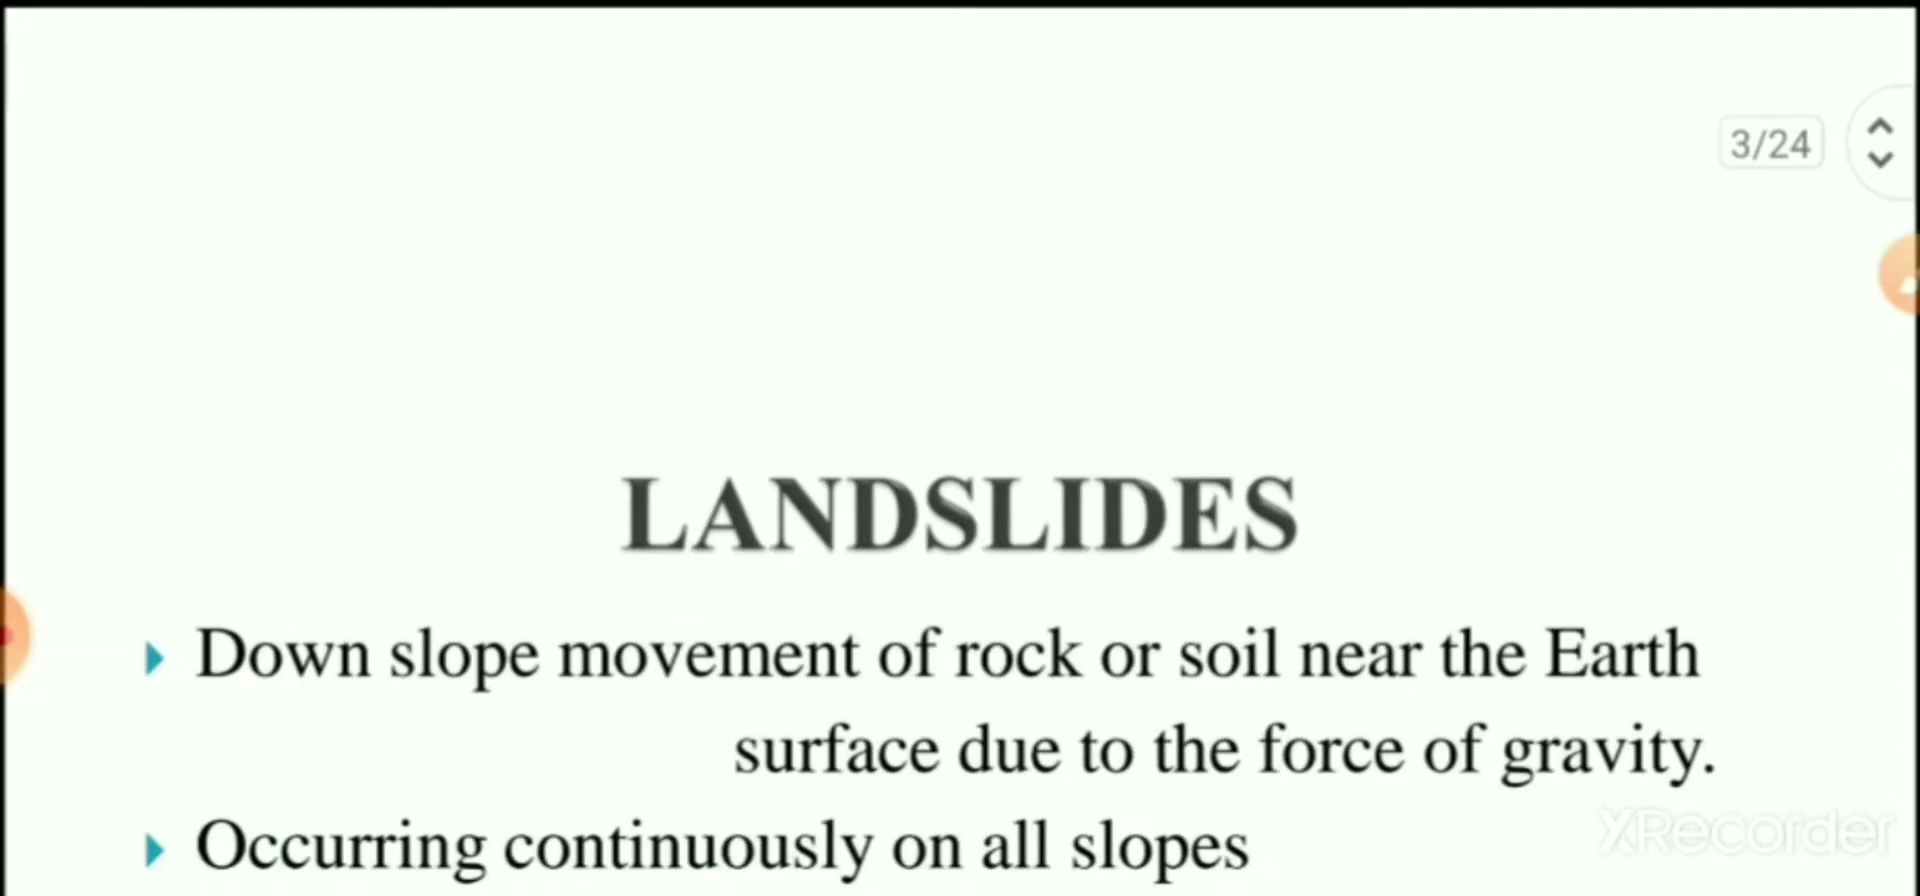 3/24
LANDSLIDES
Down slope movement of rock or soil near the Earth
surface due to the force of gravity.
Occurring continuously on all slopes
XRecorder